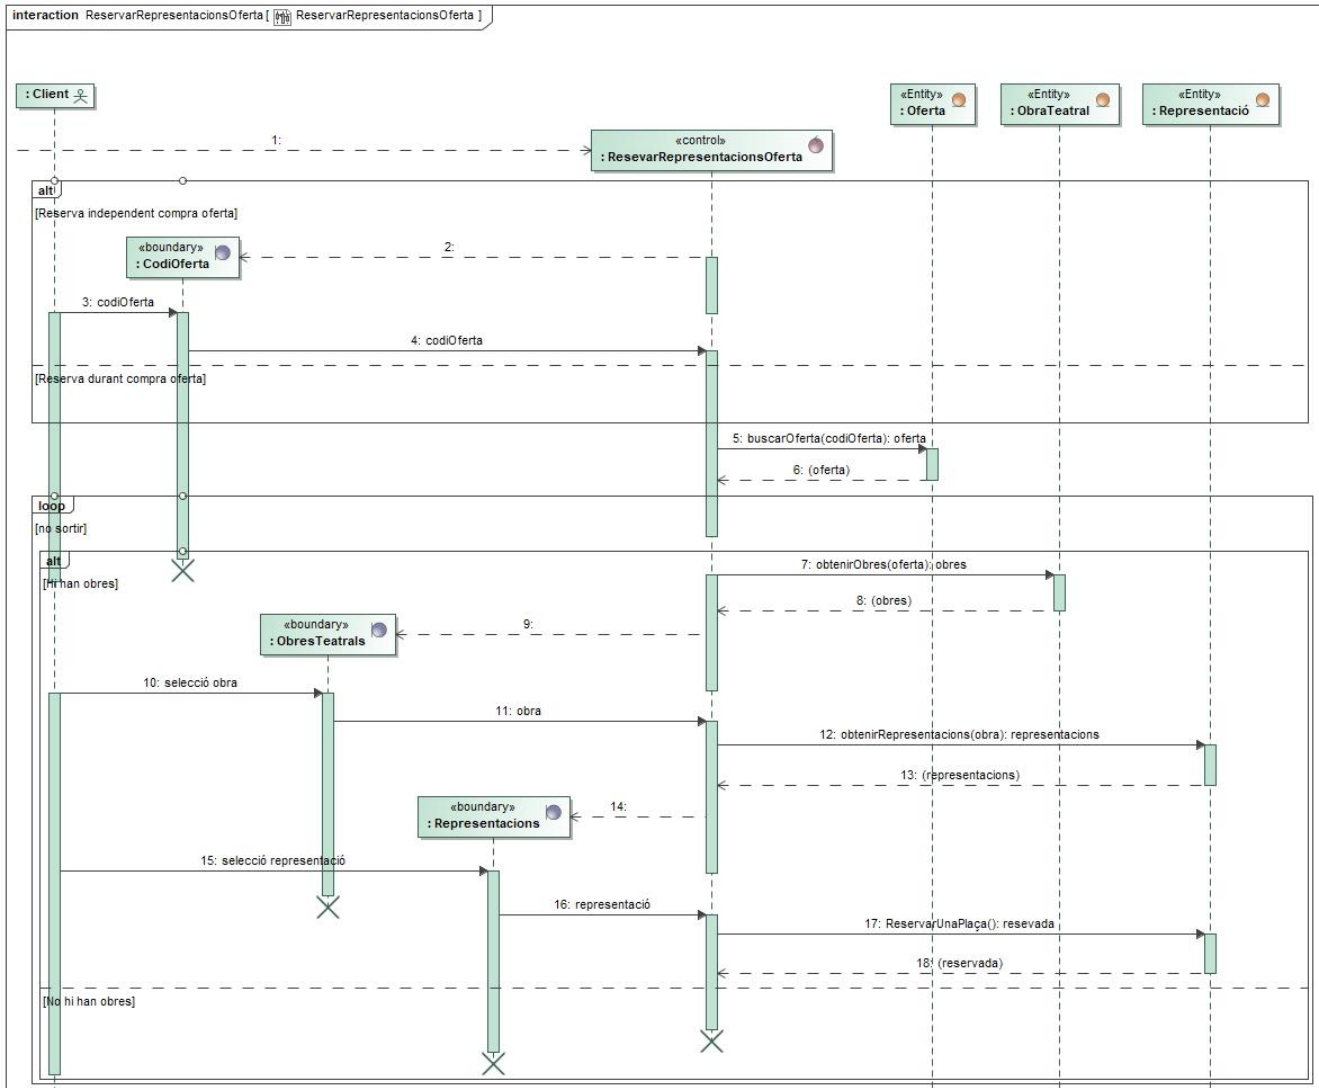 interaction ReservarRepresentacionsOferta [ ReservarRepresentacionsOferta ]
: Client
«Entity»
: Oferta
«Entity»
: ObraTeatral
«Entity»
: Representació
1:
«control»
: ResevarRepresentacionsOferta
alt
[Reserva independent compra oferta]
«boundary»
: CodiOferta
2:
3: codiOferta
4: codiOferta
[Reserva durant compra oferta]
5: buscarOferta(codiOferta): oferta
6: (oferta)
loop
[no sortir]
alt
[Hi han obres]
7: obtenirObres(oferta): obres
8: (obres)
«boundary»
: ObresTeatrals
9:
10: selecció obra
11: obra
12: obtenirRepresentacions(obra): representacions
13: (representacions)
«boundary»
: Representacions
14:
15: selecció representació
16: representació
17: ReservarUnaPlaça(): resevada
18: (reservada)
[No hi han obres]